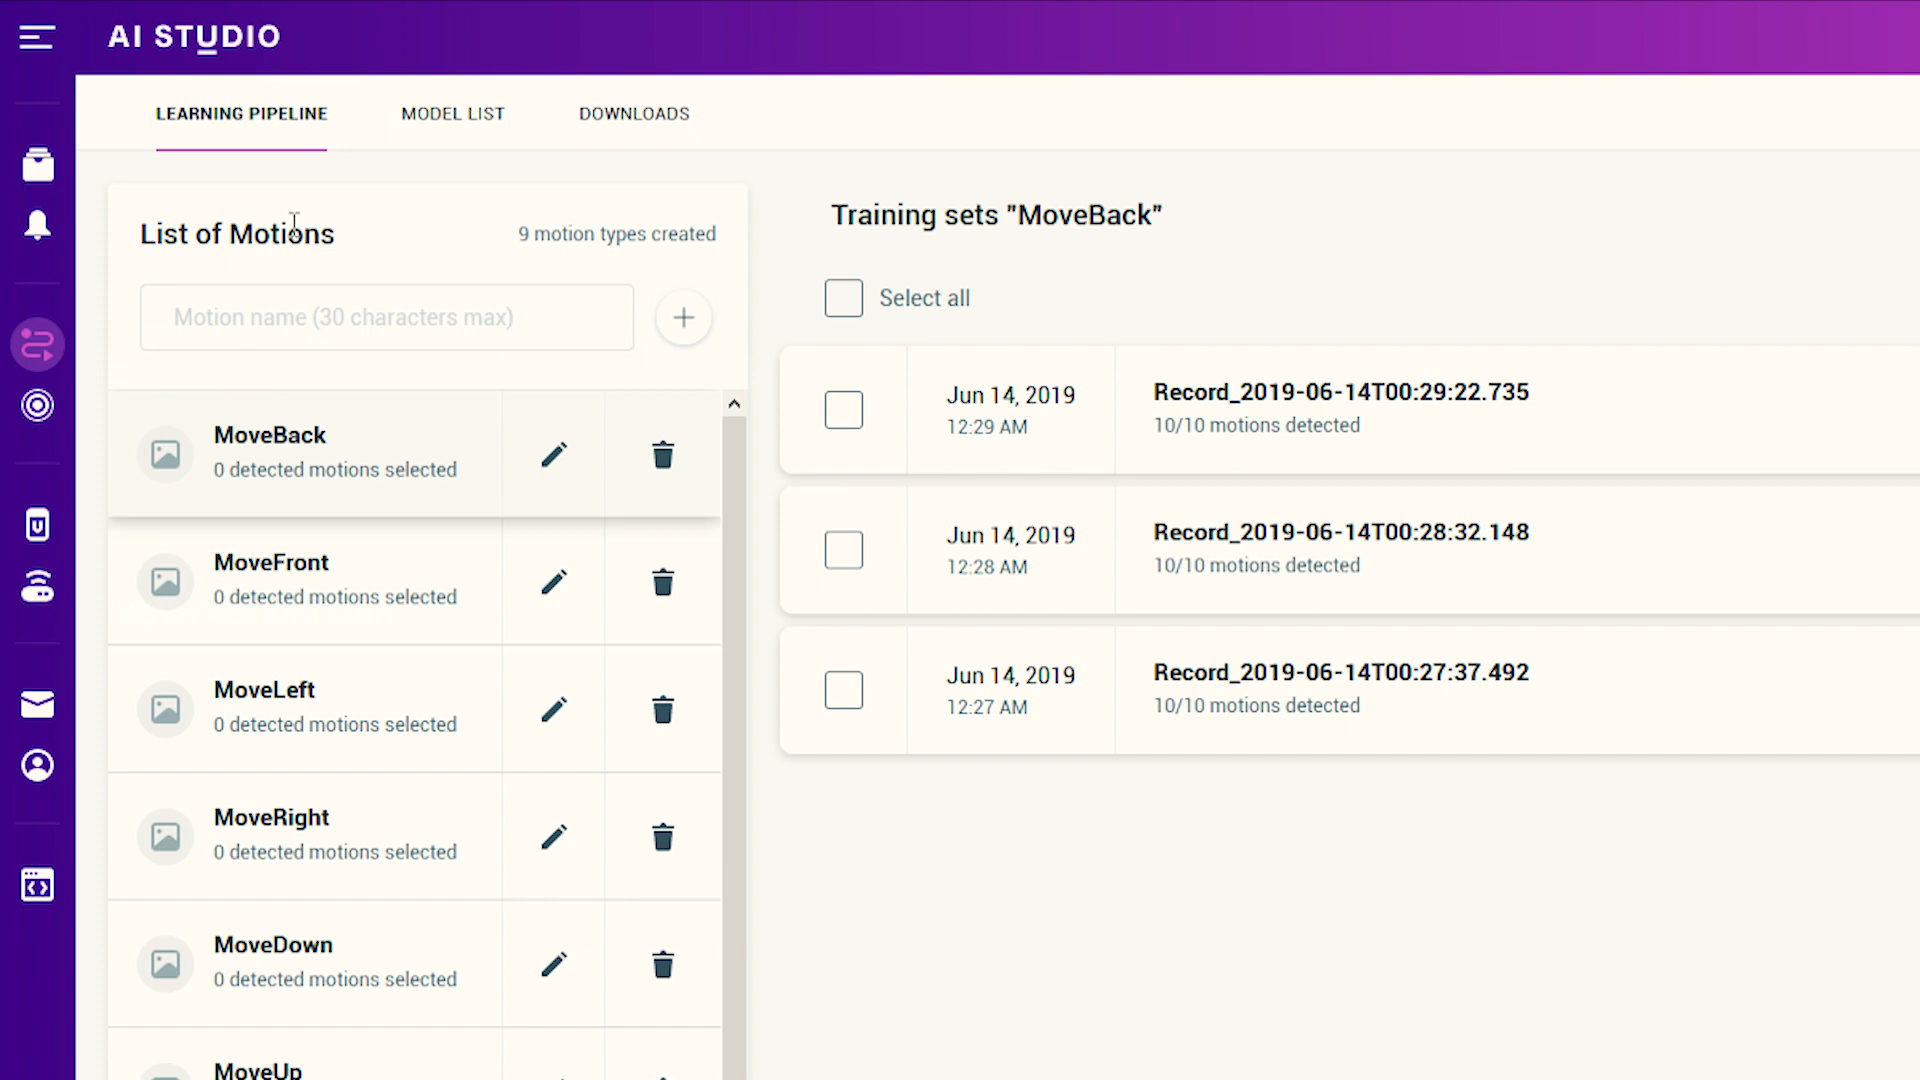 AI STUDIO
LEARNING PIPELINE
MODEL LIST
DOWNLOADS
List of Motions
9 motion types created
Motion name (30 characters max)
MoveBack
0 detected motions selected
MoveFront
0 detected motions selected
MoveLeft
0 detected motions selected
MoveRight
0 detected motions selected
MoveDown
0 detected motions selected
MoveUp
Training sets "MoveBack"
Select all
Jun 14, 2019
12:29 AM
Record_2019-06-14T00:29:22.735
10/10 motions detected
Jun 14, 2019
12:28 AM
Record_2019-06-14T00:28:32.148
10/10 motions detected
Jun 14, 2019
12:27 AM
Record_2019-06-14T00:27:37.492
10/10 motions detected